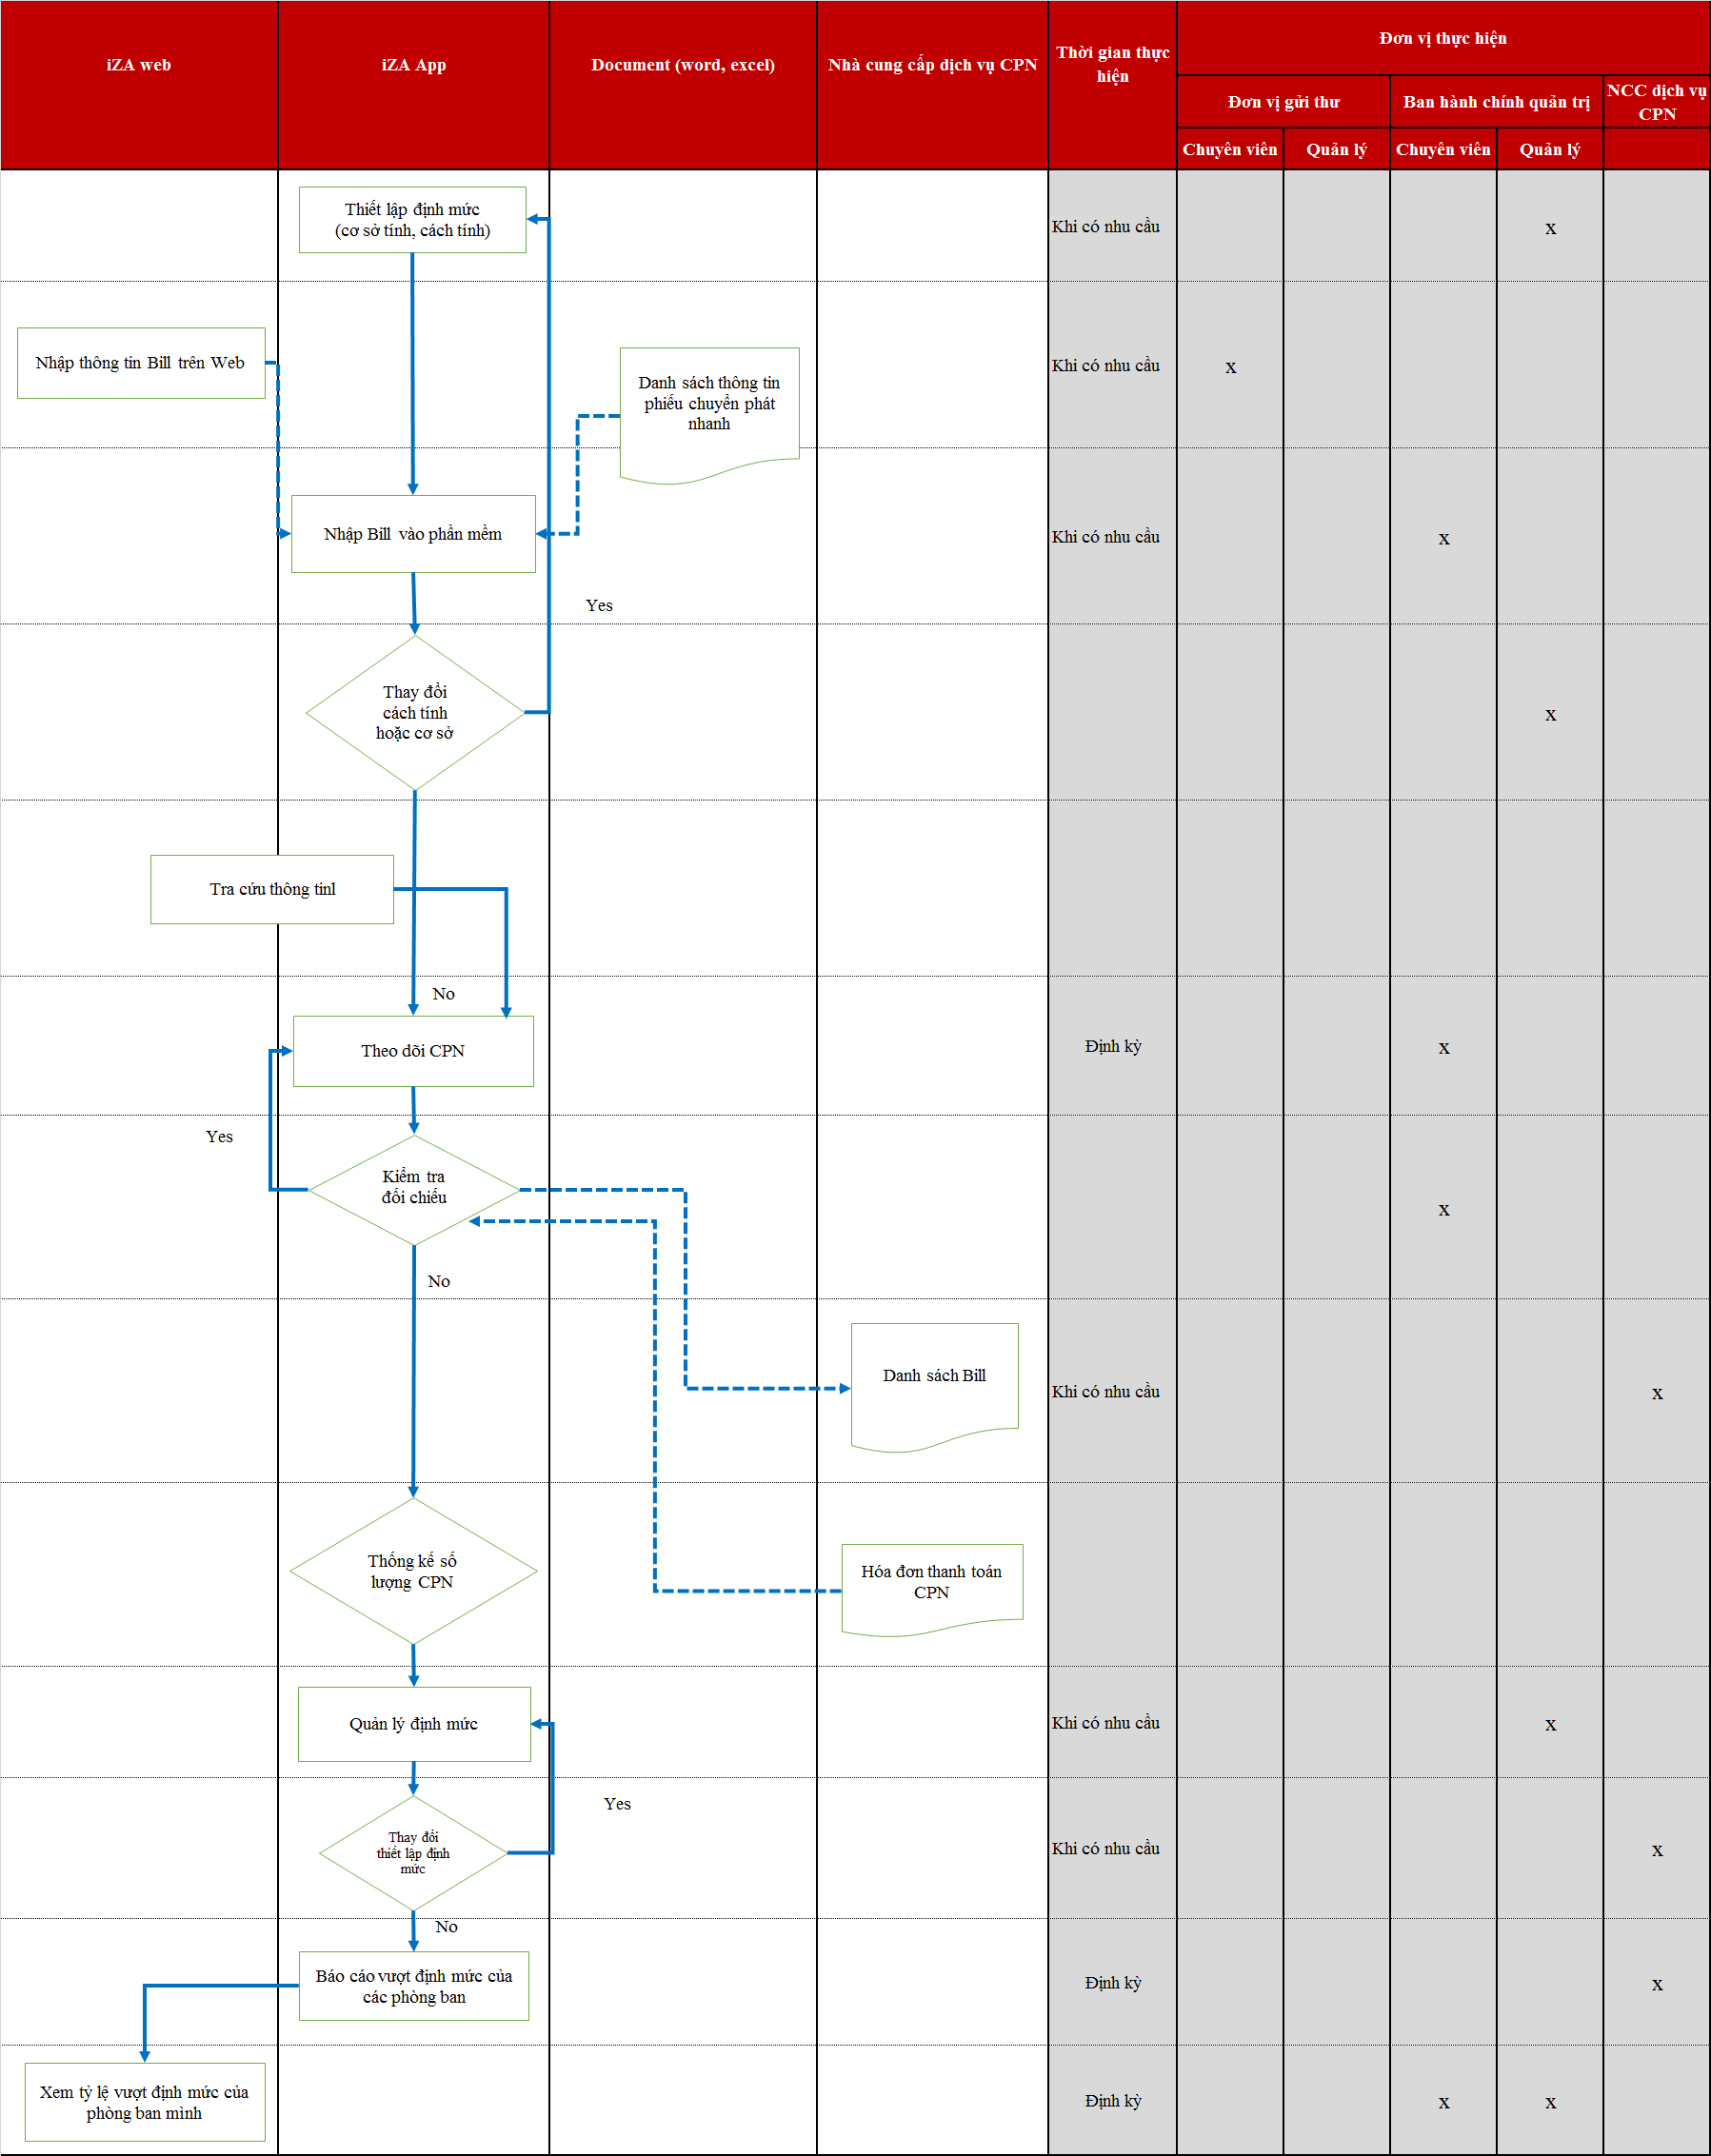 iZA web
iZA App
Document (word, excel)
Nhà cung cấp dịch vụ CPN
Thời gian thực
hiện
Đơn vị thực hiện
Đơn vị gửi thư
Ban hành chính quản trị
NCC dịch vụ
CPN
Chuyên viên
Quản lý
Chuyên viên
Quản lý
Thiết lập định mức
(cơ sở tính, cách tính)
Khi có nhu cầu
x
Nhập thông tin Bill trên Web
Danh sách thông tin
phiếu chuyển phát
nhanh
Khi có nhu cầu
x
Nhập Bill vào phần mềm
Khi có nhu cầu
x
Yes
Thay đổi
cách tính
hoặc cơ sở
x
Tra cứu thông tinl
No
Theo dõi CPN
Định kỳ
x
Yes
Kiểm tra
đối chiếu
x
No
Danh sách Bill
Khi có nhu cầu
x
Thống kế số
lượng CPN
Hóa đơn thanh toán
CPN
Quản lý định mức
Khi có nhu cầu
x
Yes
Thay đổi
thiết lập định
mức
Khi có nhu cầu
x
No
Báo cáo vượt định mức của
các phòng ban
Định kỳ
x
Xem tỷ lệ vượt định mức của
phòng ban mình
Định kỳ
x
x